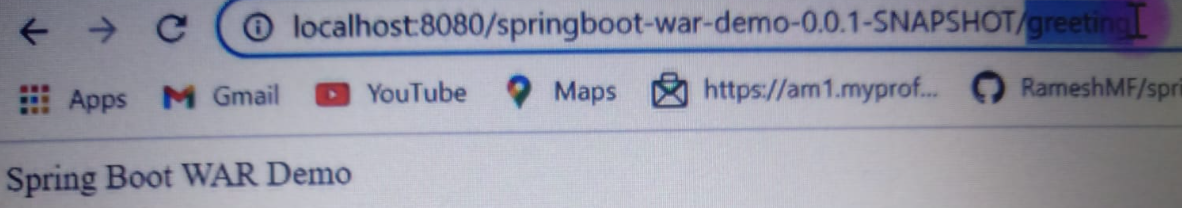 localhost:8080/springboot-war-demo-0.0.1-SNAPSHOT/greeting
Apps Gmail YouTube Maps https://am1.myprof... RameshMF/spri
Spring Boot WAR Demo